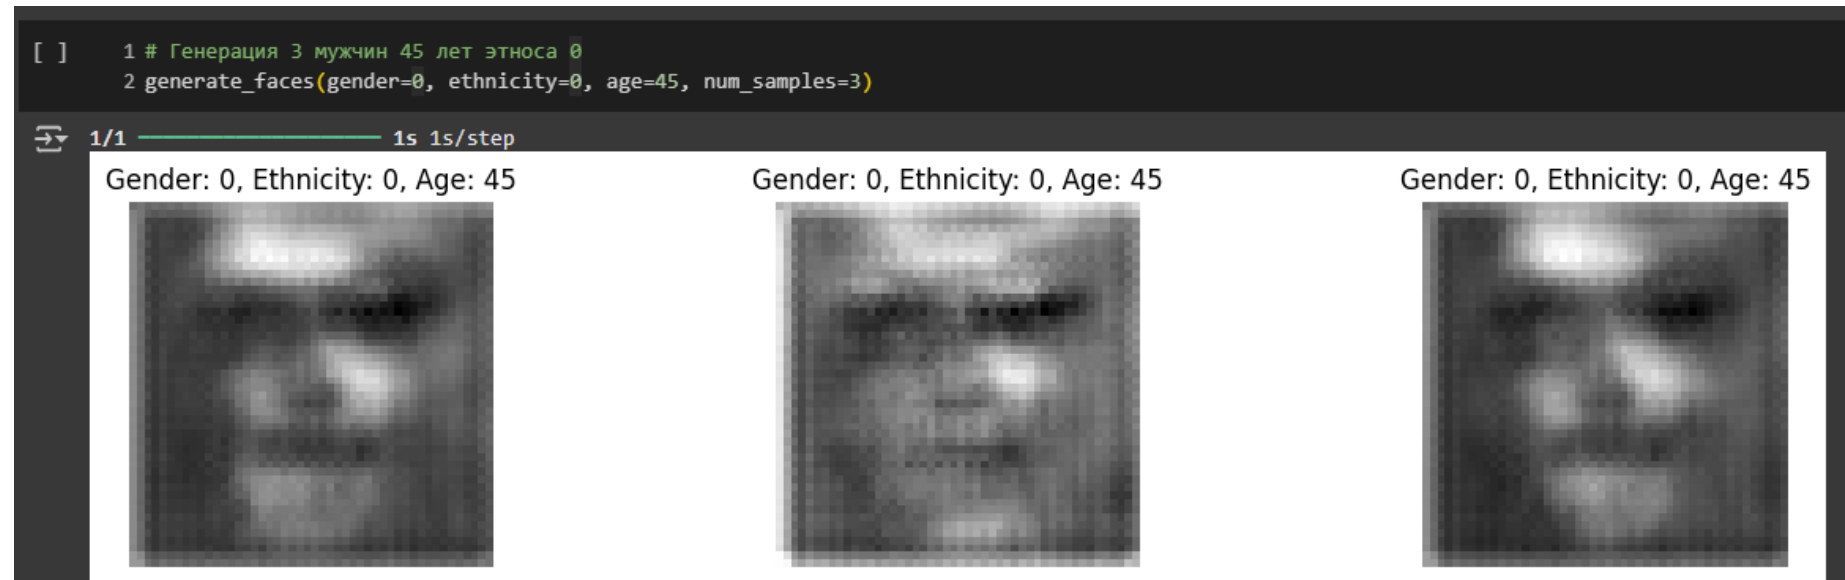 [ ] 1 # Генерация 3 мужчин 45 лет этноса 0
2 generate_faces(gender=0, ethnicity=0, age=45, num_samples=3)
1/1 ━━━━━━━━━━━━━━━━━━━━ 1s 1s/step
Gender: 0, Ethnicity: 0, Age: 45
Gender: 0, Ethnicity: 0, Age: 45
Gender: 0, Ethnicity: 0, Age: 45